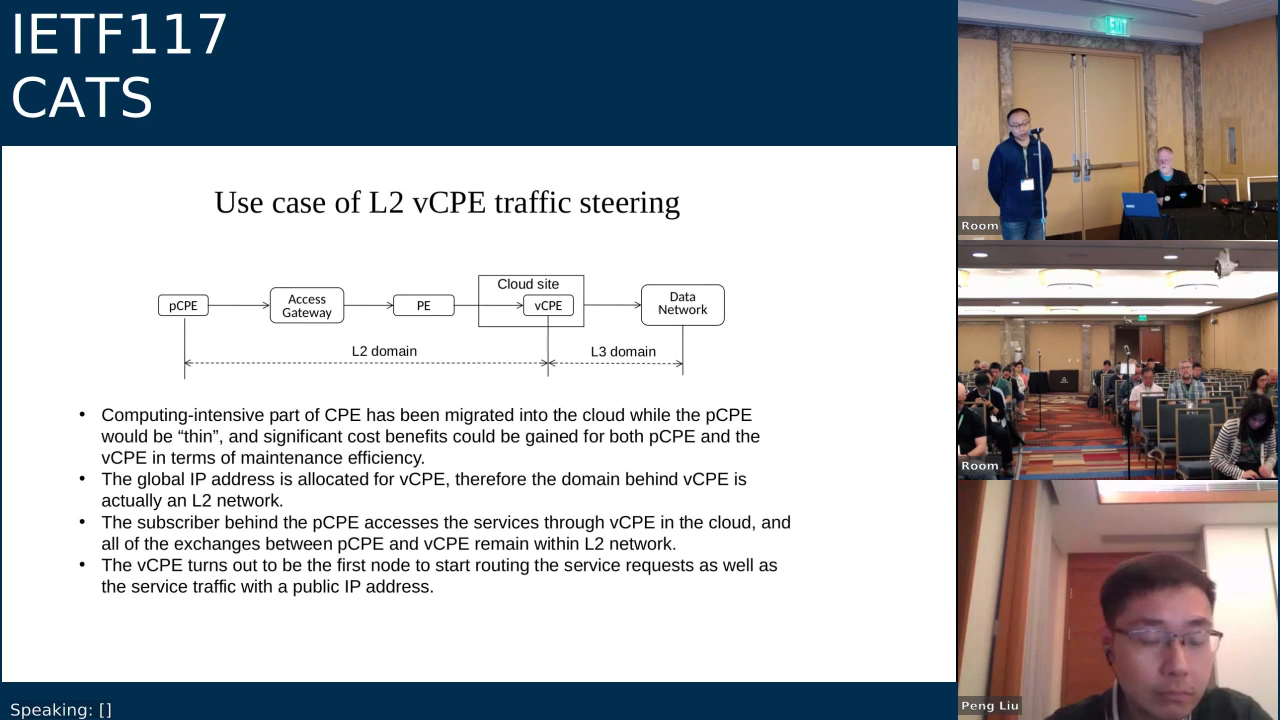 IETF117
CATS
Use case of L2 vCPE traffic steering
Cloud site
pCPE
Access
Gateway
PE
vCPE
Data
Network
L2 domain
L3 domain
• Computing-intensive part of CPE has been migrated into the cloud while the pCPE
would be “thin”, and significant cost benefits could be gained for both pCPE and the
vCPE in terms of maintenance efficiency.
• The global IP address is allocated for vCPE, therefore the domain behind vCPE is
actually an L2 network.
• The subscriber behind the pCPE accesses the services through vCPE in the cloud, and
all of the exchanges between pCPE and vCPE remain within L2 network.
• The vCPE turns out to be the first node to start routing the service requests as well as
the service traffic with a public IP address.
Speaking: []
EXIT
Room
Room
Peng Liu